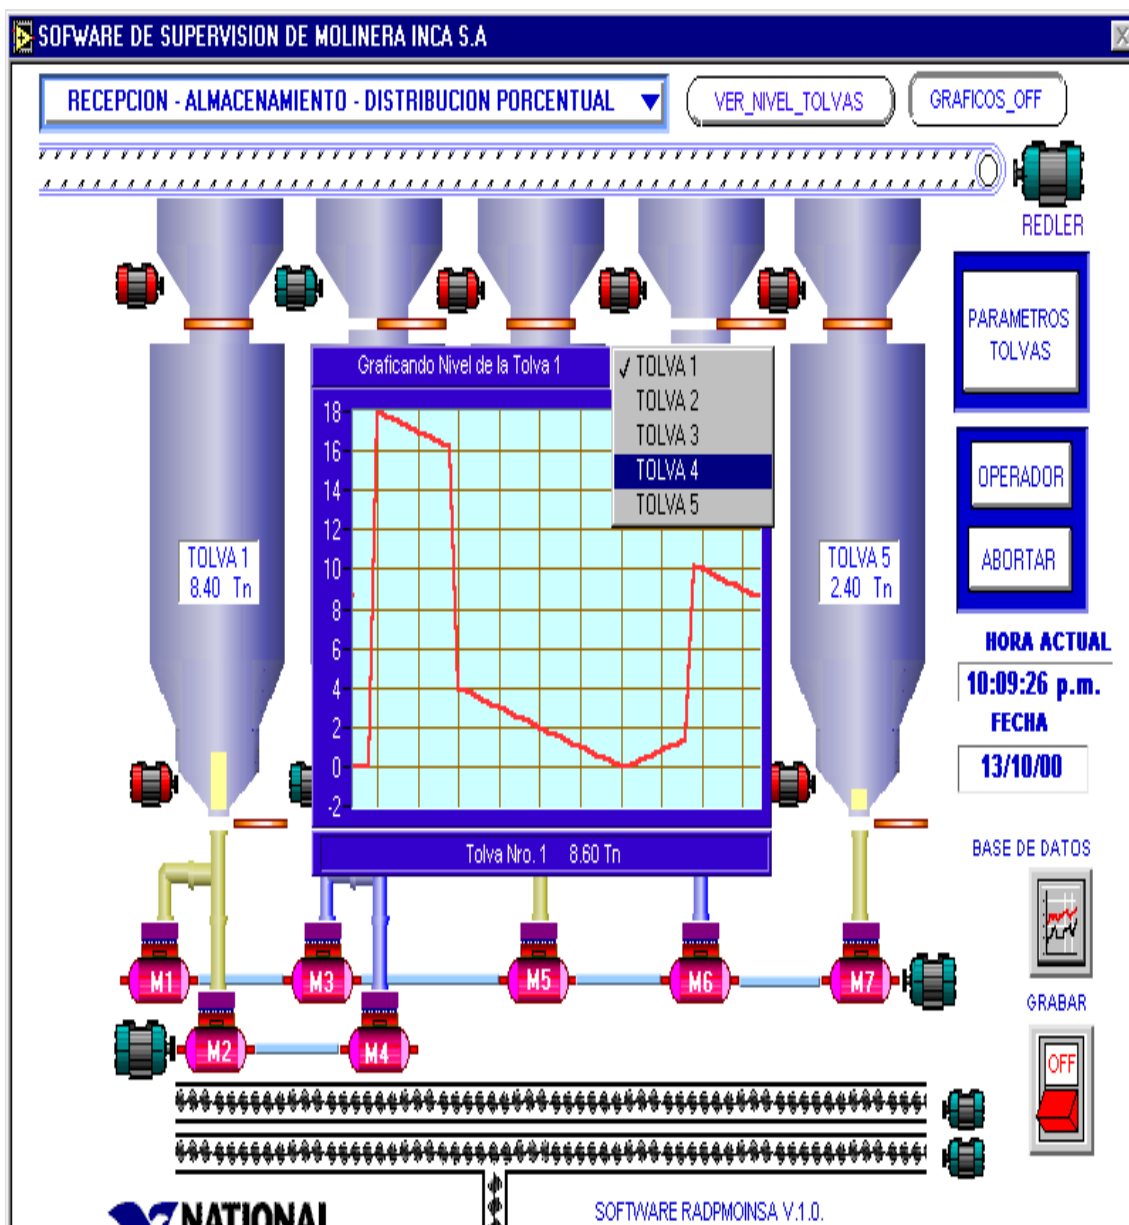 SOFWARE DE SUPERVISION DE MOLINERA INCA S.A
X
RECEPCION - ALMACENAMIENTO - DISTRIBUCION PORCENTUAL
VER_NIVEL_TOLVAS
GRAFICOS_OFF
REDLER
PARAMETROS
TOLVAS
Graficando Nivel de la Tolva 1
✓ TOLVA 1
TOLVA 2
TOLVA 3
TOLVA 4
TOLVA 5
18
16
14
12
10
8
6
4
2
0
-2
TOLVA 1
8.40 Tn
TOLVA 5
2.40 Tn
OPERADOR
ABORTAR
HORA ACTUAL
10:09:26 p.m.
FECHA
13/10/00
Tolva Nro. 1 8.60 Tn
BASE DE DATOS
M1
M3
M5
M6
M7
M2
M4
GRABAR
OFF
NATIONAL
SOFTWARE RADPMOINSA V.1.0.